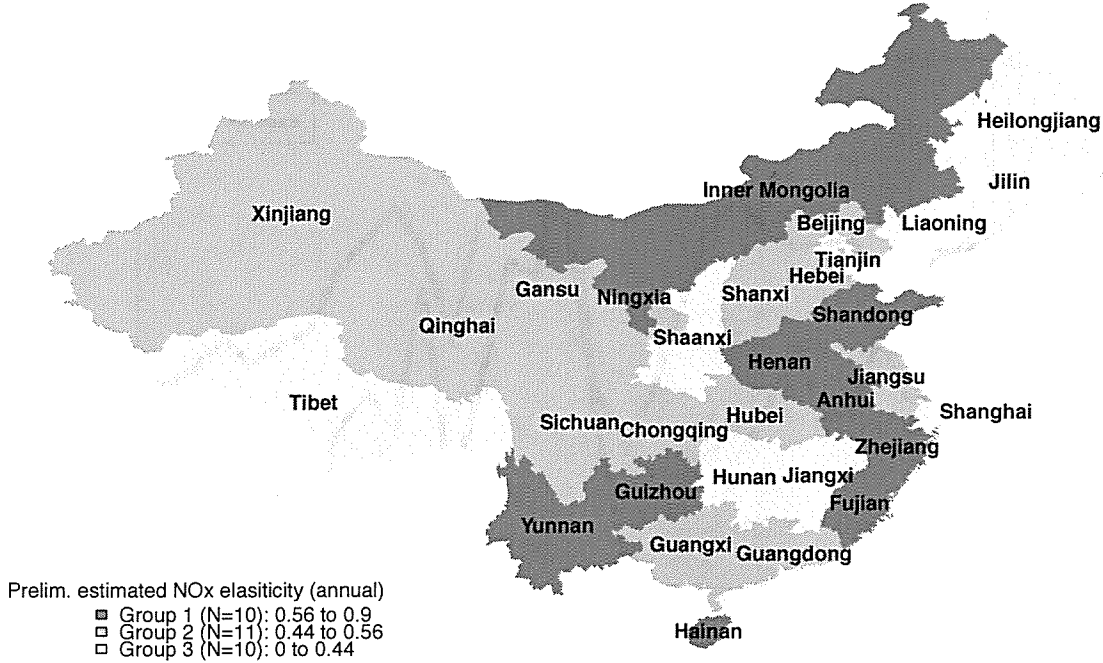 Heilongjiang
Jilin
Inner Mongolia
Xinjiang
Beijing
Liaoning
Tianjin
Hebei
Gansu
Ningxia
Shanxi
Shandong
Qinghai
Shaanxi
Henan
Jiangsu
Tibet
Anhui
Shanghai
Sichuan
Chongqing
Hubei
Zhejiang
Hunan
Jiangxi
Guizhou
Fujian
Yunnan
Guangxi
Guangdong
Prelim. estimated NOx elasiticity (annual)
Group 1 (N=10): 0.56 to 0.9
Group 2 (N=11): 0.44 to 0.56
Group 3 (N=10): 0 to 0.44
Hainan